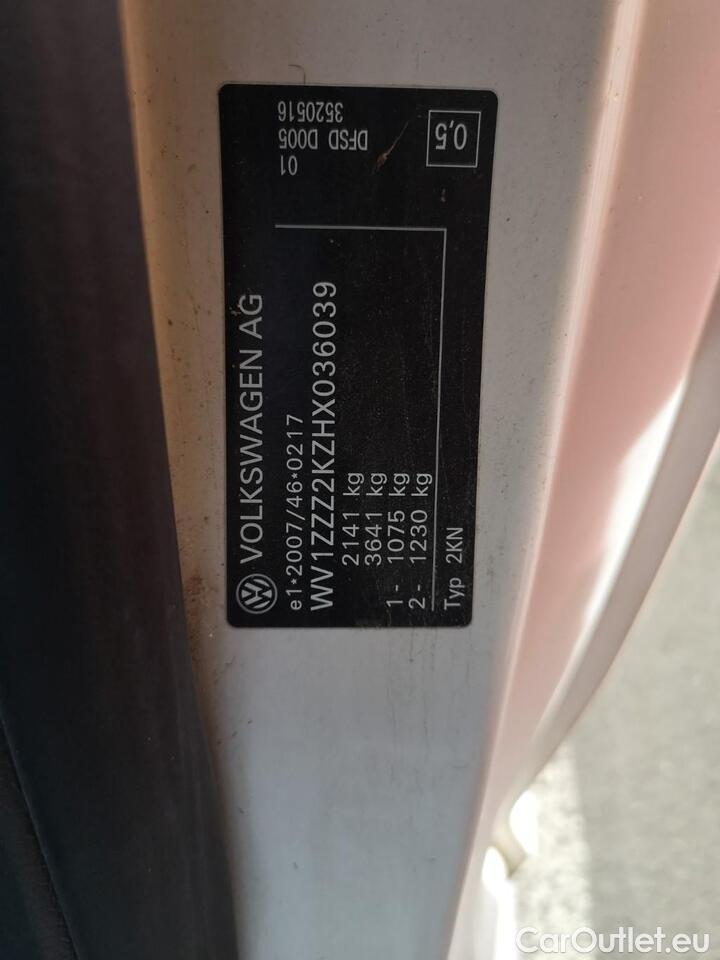 VOLKSWAGEN AG
e1*2007/46*0217
WV1ZZZ2KZHX036039
2141 kg
3641 kg
1 - 1075 kg
2 - 1230 kg
Typ 2KN
01
DFSD D005
3520516
0,5
CarOutlet.eu